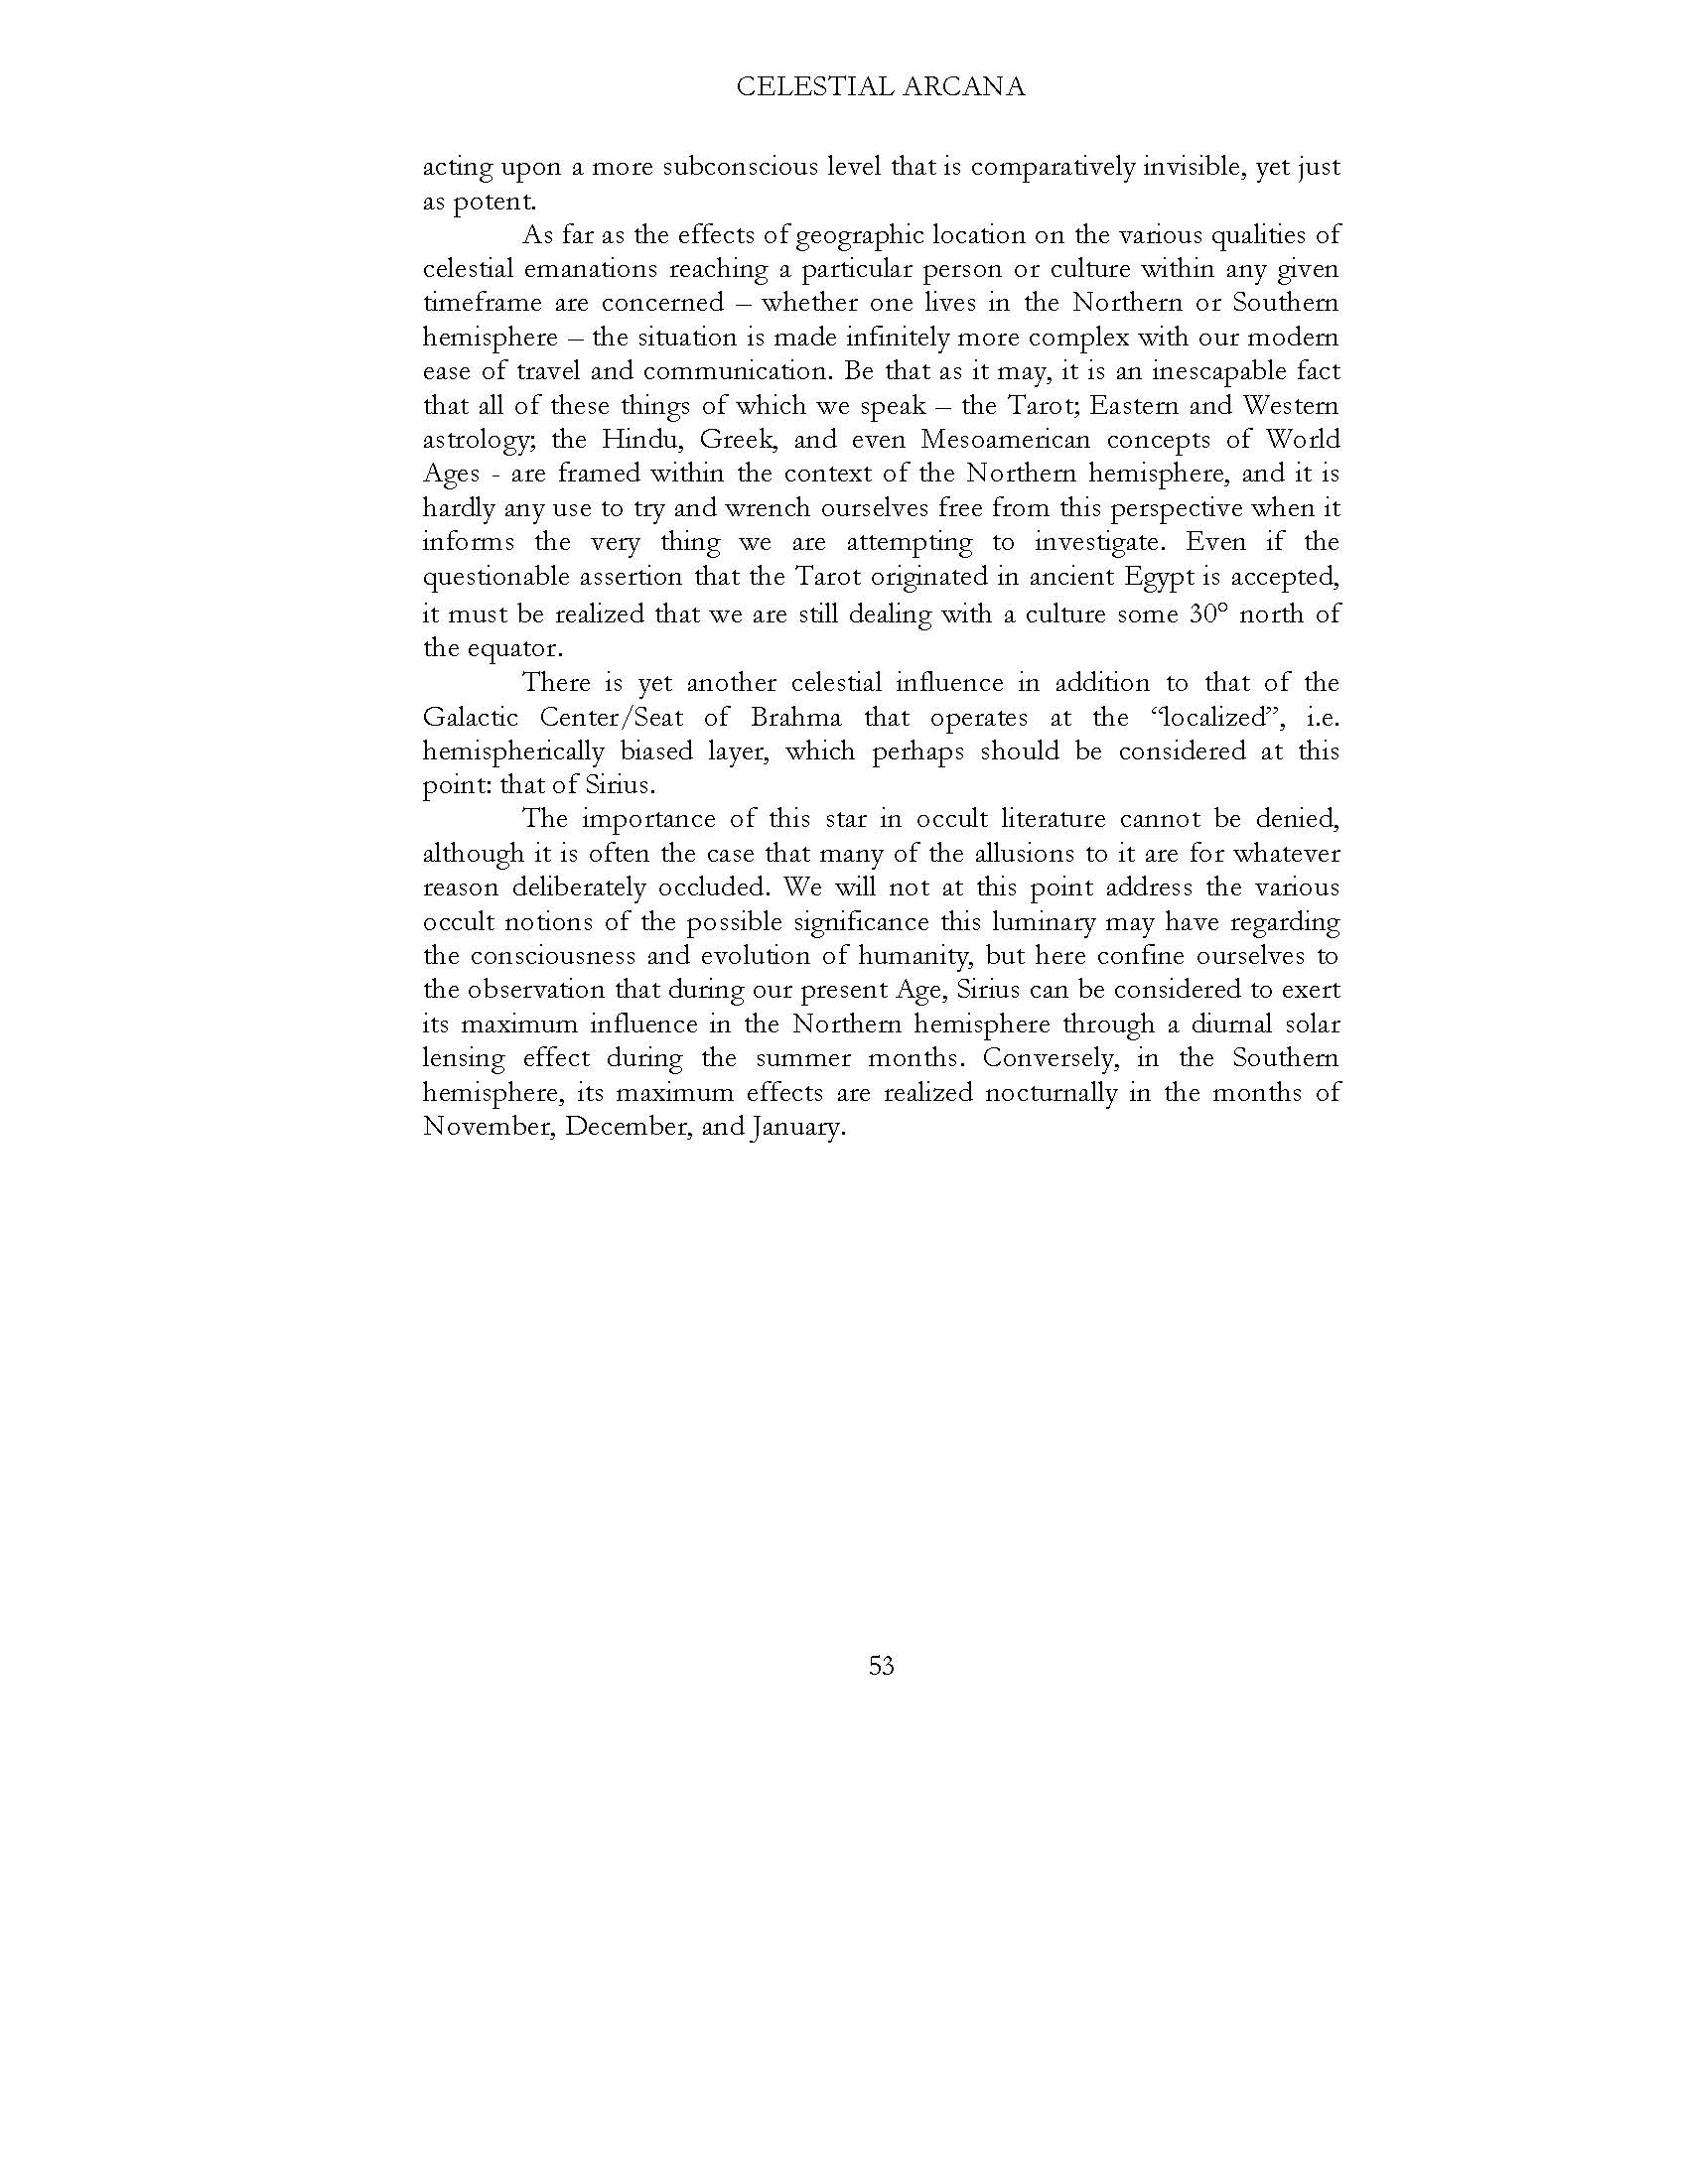 CELESTIAL ARCANA
acting upon a more subconscious level that is comparatively invisible, yet just
as potent.
As far as the effects of geographic location on the various qualities of
celestial emanations reaching a particular person or culture within any given
timeframe are concerned – whether one lives in the Northern or Southern
hemisphere – the situation is made infinitely more complex with our modern
ease of travel and communication. Be that as it may, it is an inescapable fact
that all of these things of which we speak – the Tarot; Eastern and Western
astrology; the Hindu, Greek, and even Mesoamerican concepts of World
Ages - are framed within the context of the Northern hemisphere, and it is
hardly any use to try and wrench ourselves free from this perspective when it
informs the very thing we are attempting to investigate. Even if the
questionable assertion that the Tarot originated in ancient Egypt is accepted,
it must be realized that we are still dealing with a culture some 30° north of
the equator.
There is yet another celestial influence in addition to that of the
Galactic Center/Seat of Brahma that operates at the “localized”, i.e.
hemispherically biased layer, which perhaps should be considered at this
point: that of Sirius.
The importance of this star in occult literature cannot be denied,
although it is often the case that many of the allusions to it are for whatever
reason deliberately occluded. We will not at this point address the various
occult notions of the possible significance this luminary may have regarding
the consciousness and evolution of humanity, but here confine ourselves to
the observation that during our present Age, Sirius can be considered to exert
its maximum influence in the Northern hemisphere through a diurnal solar
lensing effect during the summer months. Conversely, in the Southern
hemisphere, its maximum effects are realized nocturnally in the months of
November, December, and January.
53